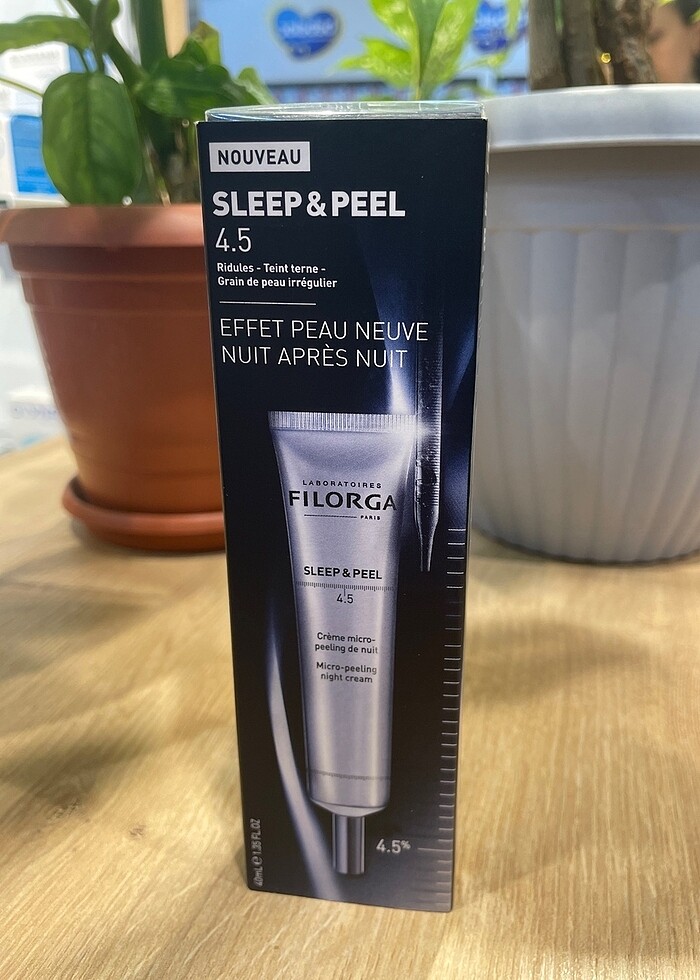 NOUVEAU
SLEEP & PEEL
4.5
Ridules - Teint terne -
Grain de peau irrégulier
EFFET PEAU NEUVE
NUIT APRÈS NUIT
LABORATOIRES
FILORGA
PARIS
SLEEP & PEEL
4.5
Crème micro-
peeling de nuit
Micro-peeling
night cream
4.5%
40mL e 1.35 FL.OZ